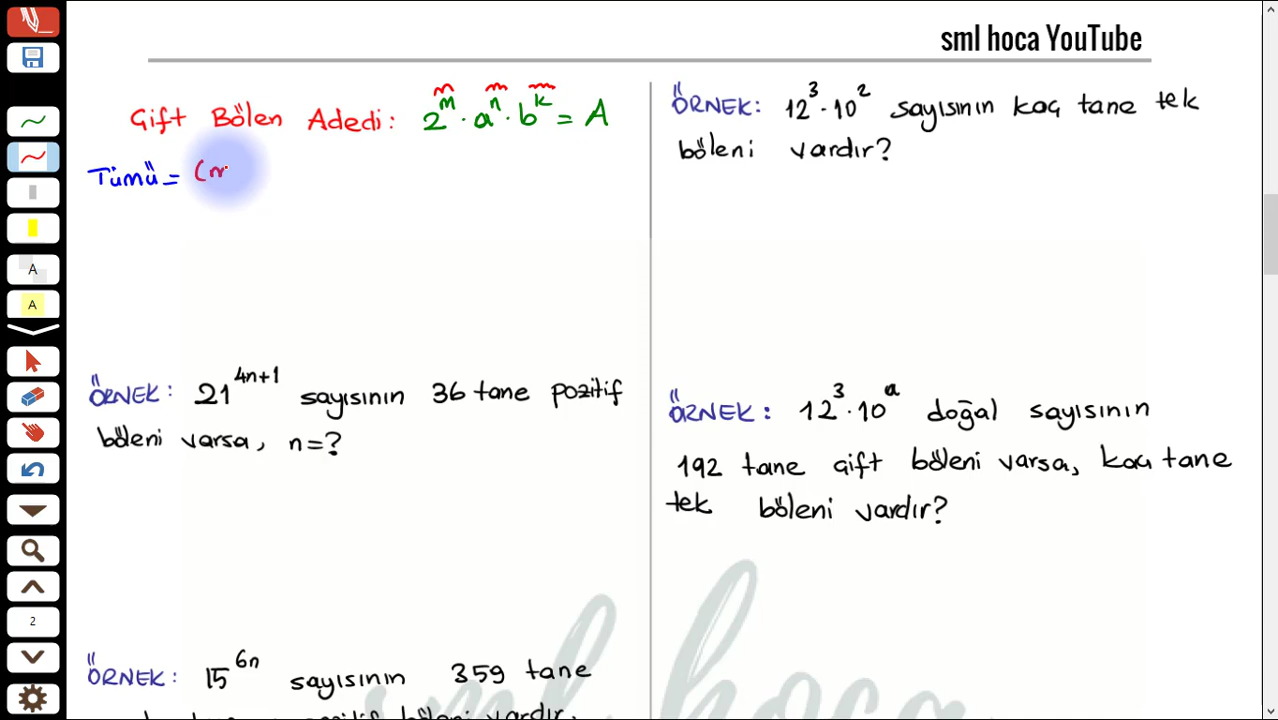 sml hoca YouTube
Çift Bölen Adedi: 2^m · a^n · b^k = A
Tümü = (m
ÖRNEK: 21^4n+1 sayısının 36 tane pozitif
böleni varsa, n=?
ÖRNEK: 15^6n sayısının 359 tane
ÖRNEK: 12^3 · 10^2 sayısının kaç tane tek
böleni vardır?
ÖRNEK: 12^3 · 10^a doğal sayısının
192 tane çift böleni varsa, kaç tane
tek böleni vardır?
A
A
2
sml hoca